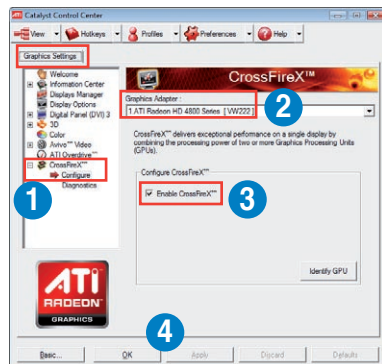 Catalyst Control Center
View Hotkeys Profiles Preferences Help
Graphics Settings
Welcome
Information Center
Displays Manager
Display Options
Digital Panel (DVI) 3
3D
Color
Avivo™ Video
ATI Overdrive™
CrossFireX™
Configure
Diagnostics
1
CrossFireX™
Graphics Adapter :
1.ATI Radeon HD 4800 Series [ VW222 ]
2
CrossFireX™ delivers exceptional performance on a single display by
combining the processing power of two or more Graphics Processing Units
(GPUs).
Configure CrossFireX™
Enable CrossFireX™
3
Identify GPU
ATI
RADEON
GRAPHICS
4
Basic... OK Apply Discard Defaults